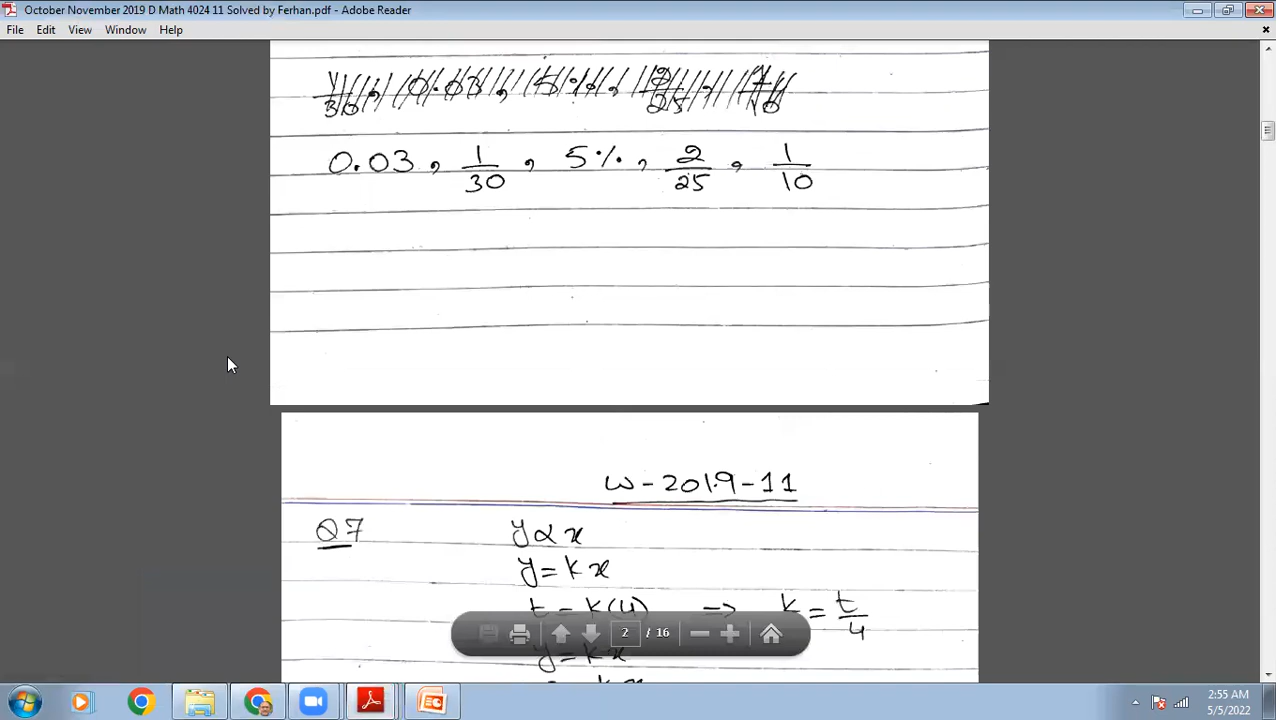 October November 2019 D Math 4024 11 Solved by Ferhan.pdf - Adobe Reader
File Edit View Window Help
0.03 , 1/30 , 5% , 2/25 , 1/10
W-2019-11
Q7 y∝x
y=kx
t = k(4) → k = t/4
y=kx
2 / 16
2:55 AM
5/5/2022